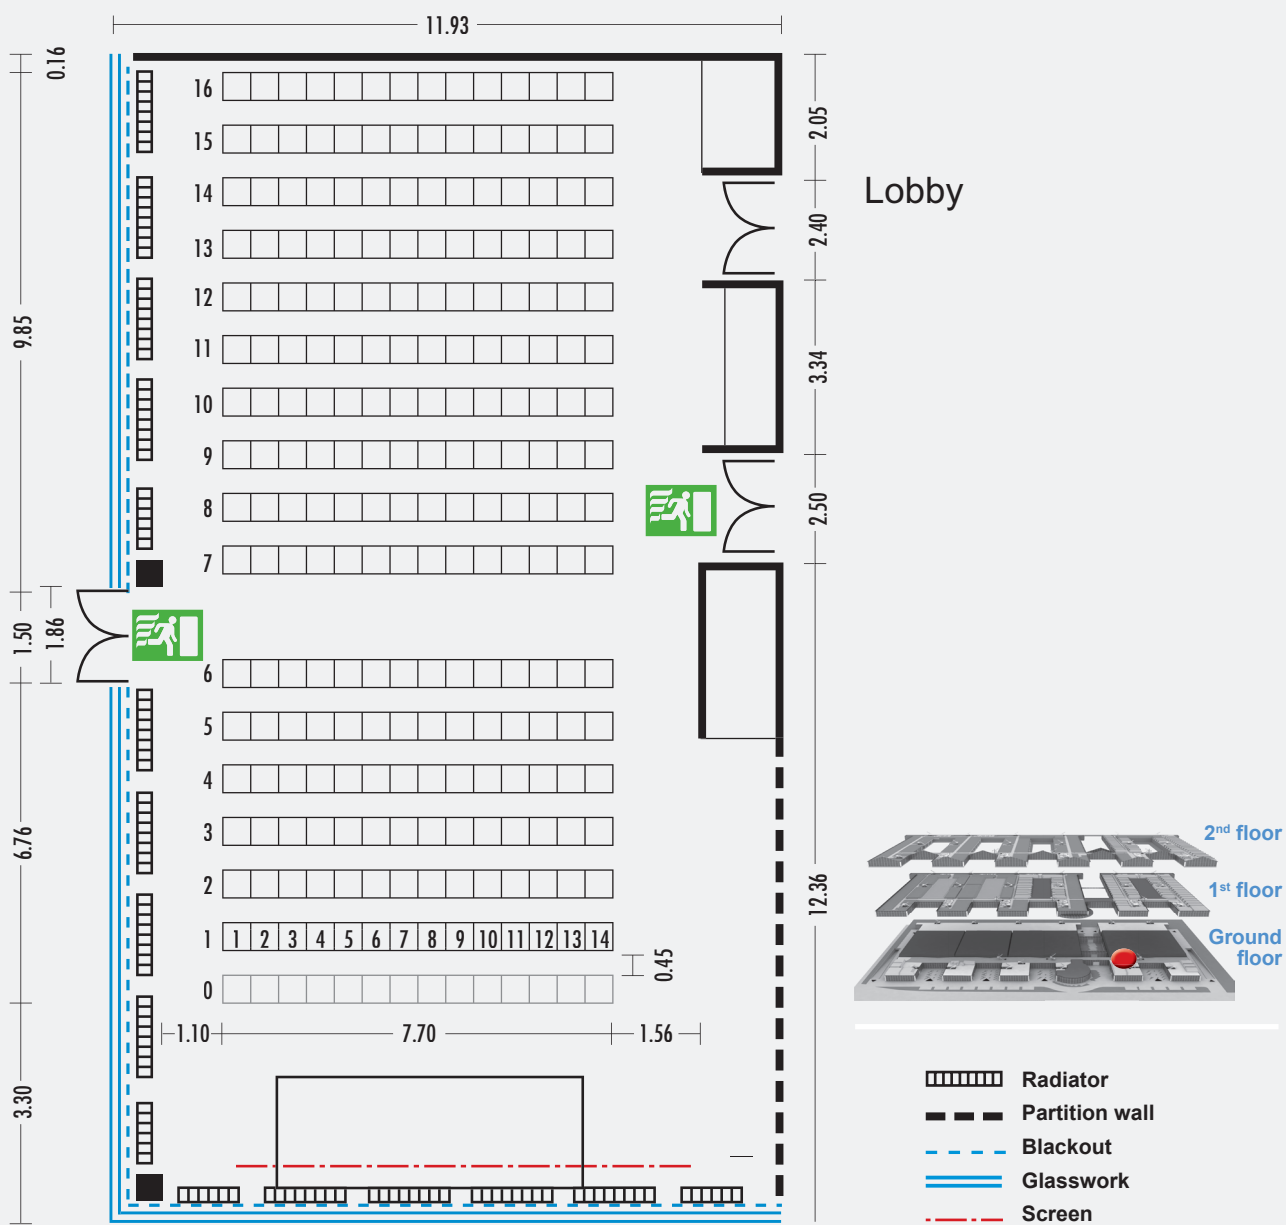 11.93
0.16
16
15
2.05
14
Lobby
2.40
13
12
9.85
11
3.34
10
9
8
2.50
7
1.50
1.86
6
5
4
6.76
3
2
12.36
1 1 2 3 4 5 6 7 8 9 10 11 12 13 14
0.45
0
1.10
7.70
1.56
3.30
2nd floor
1st floor
Ground
floor
Radiator
Partition wall
Blackout
Glasswork
Screen